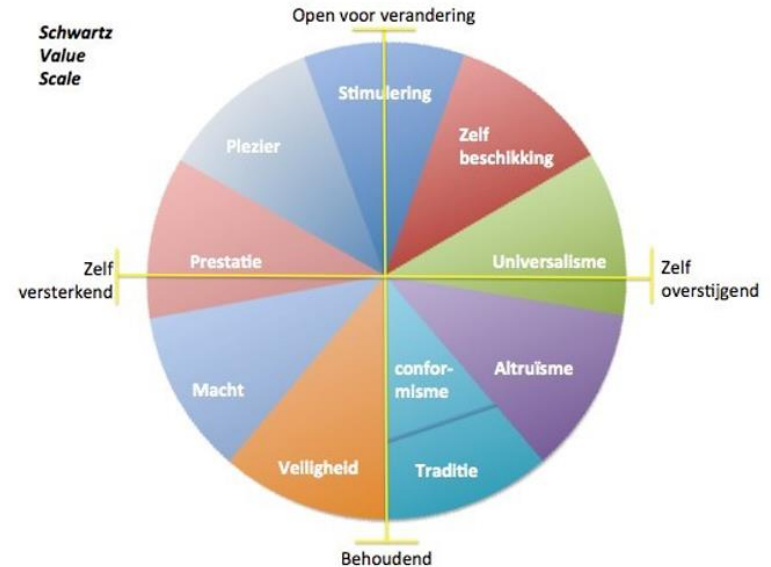 Schwartz
Value
Scale
Open voor verandering
Stimulering
Zelf
beschikking
Plezier
Universalisme
Prestatie
Zelf
versterkend
Zelf
overstijgend
confor-
misme
Altruïsme
Macht
Veiligheid
Traditie
Behoudend